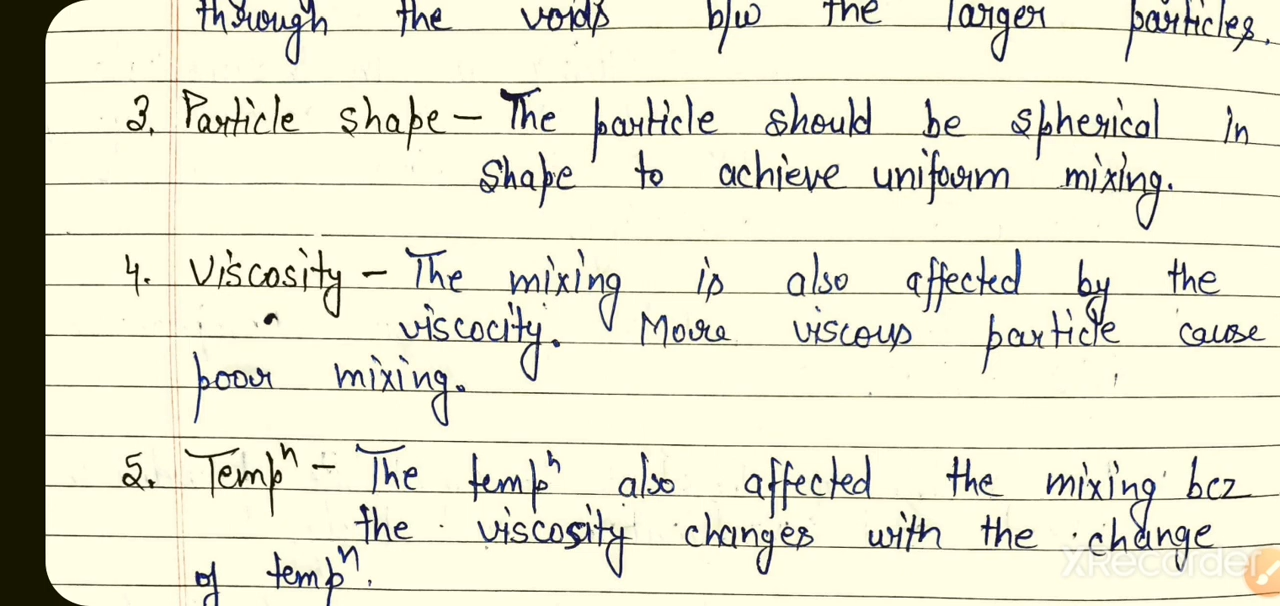 through the voids b/w the larger particles.
3. Particle shape - The particle should be spherical in
shape to achieve uniform mixing.
4. Viscosity - The mixing is also affected by the
viscocity. More viscous particle cause
poor mixing.
5. Tempⁿ - The tempⁿ also affected the mixing bcz
the viscosity changes with the change
of tempⁿ.
XRecorder